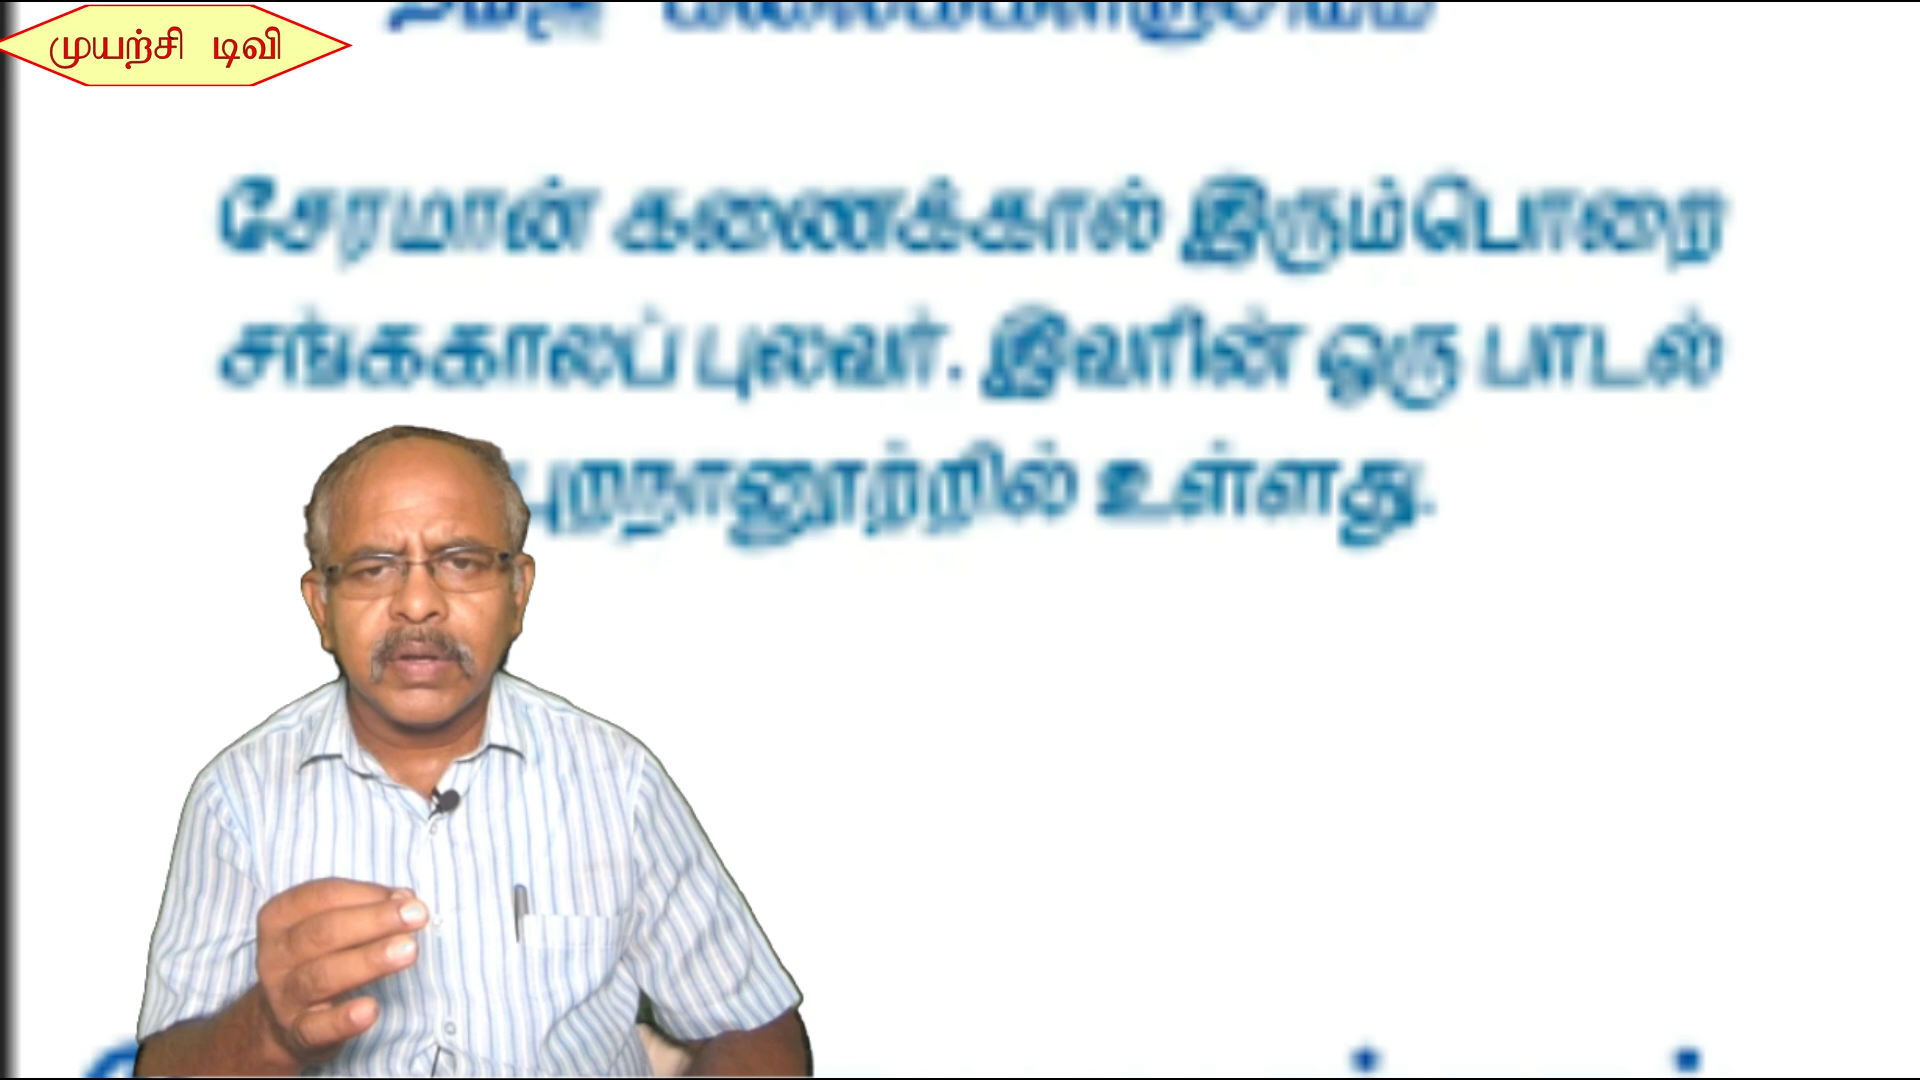 முயற்சி டிவி
சேரமான் கணைக்கால் இரும்பொறை
சங்ககாலப் புலவர். இவரின் ஒரு பாடல்
புறநானூற்றில் உள்ளது.